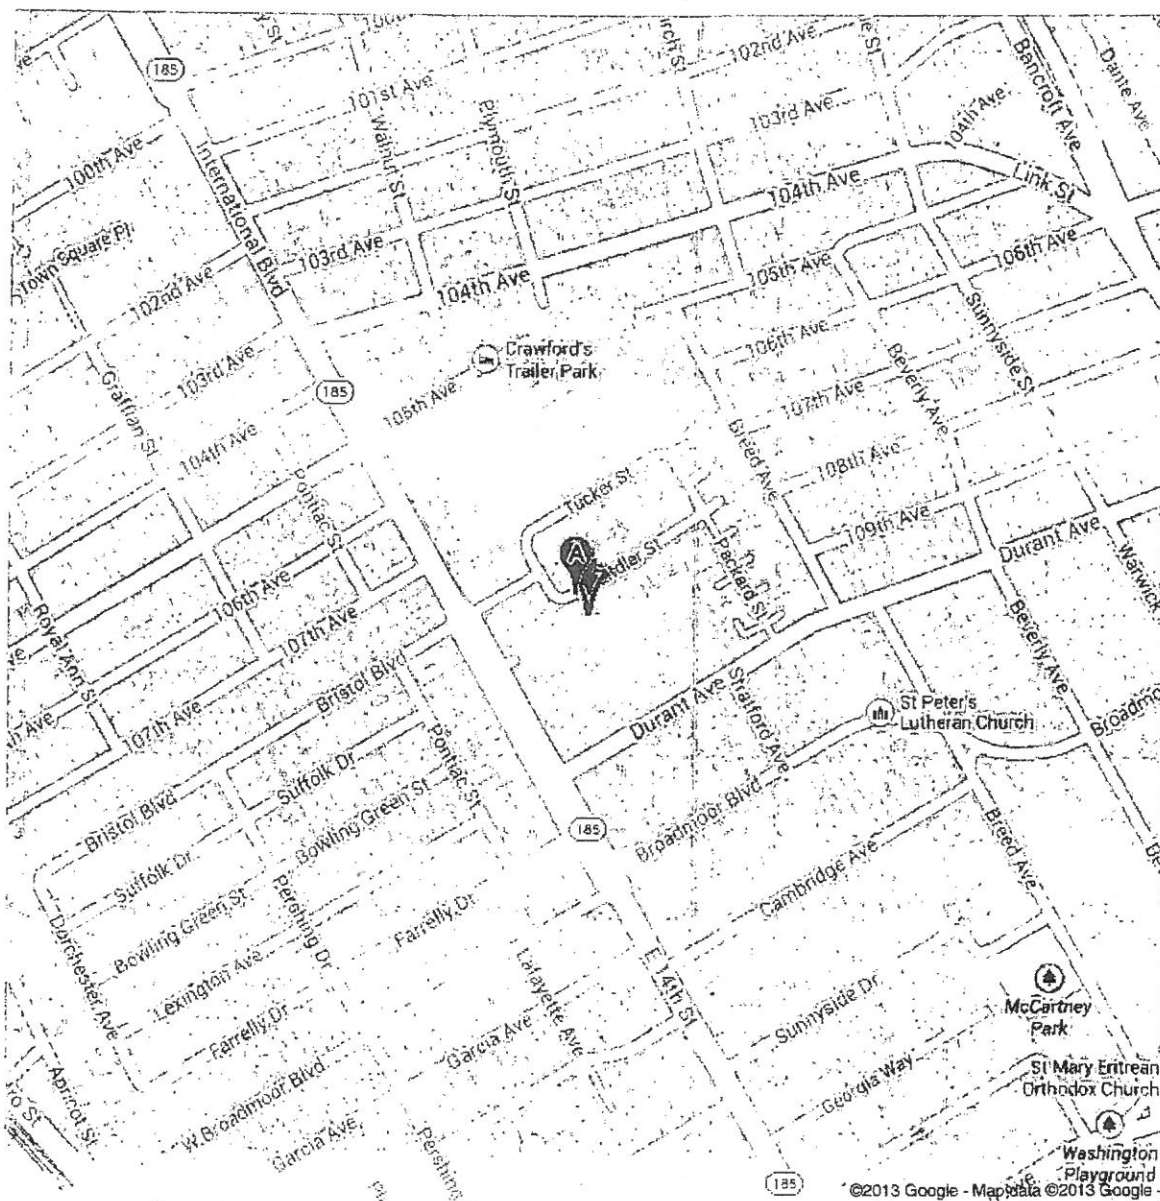 185
100th Ave
101st Ave
102nd Ave
103rd Ave
104th Ave
104th Ave
Link St
Bancroft Ave
Dante Ave
International Blvd
Walnut St
Plymouth St
Town Square Pl
102nd Ave
103rd Ave
104th Ave
105th Ave
106th Ave
Sunnyside St
103rd Ave
104th Ave
Graffian St
185
Crawford's
Trailer Park
105th Ave
106th Ave
107th Ave
108th Ave
109th Ave
Beverly Ave
Breed Ave
Durant Ave
Warwick
Pontiac St
Tucker St
A
Packard St
106th Ave
107th Ave
107th Ave
Royal Ann St
Bristol Blvd
Bristol Blvd
Durant Ave
Stratford Ave
St Peter's
Lutheran Church
Beverly Ave
Pontiac St
Suffolk Dr
Suffolk Dr
Bowling Green St
Bowling Green St
185
Broadmoor Blvd
Cambridge Ave
Breed Ave
Pershing Dr
Farrelly Dr
Farrelly Dr
Dorchester Ave
Lexington Ave
Lafayette Ave
E 14th St
Sunnyside Dr
McCartney
Park
Garcia Ave
Garcia Ave
Georgia Way
St Mary Eritrean
Orthodox Church
Apricot St
W Broadmoor Blvd
Pershing
Washington
Playground
185
©2013 Google - Map data ©2013 Google -